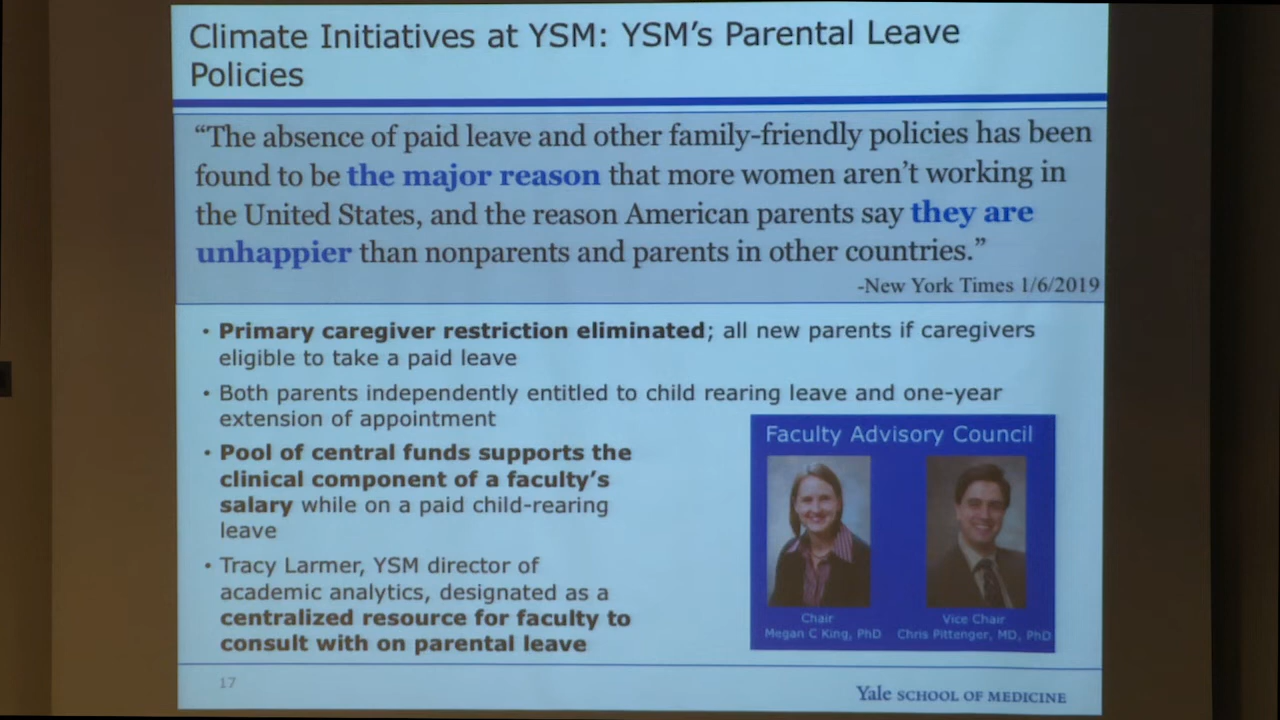 Climate Initiatives at YSM: YSM's Parental Leave
Policies
“The absence of paid leave and other family-friendly policies has been
found to be the major reason that more women aren't working in
the United States, and the reason American parents say they are
unhappier than nonparents and parents in other countries.”
-New York Times 1/6/2019
• Primary caregiver restriction eliminated; all new parents if caregivers
eligible to take a paid leave
• Both parents independently entitled to child rearing leave and one-year
extension of appointment
• Pool of central funds supports the
clinical component of a faculty's
salary while on a paid child-rearing
leave
• Tracy Larmer, YSM director of
academic analytics, designated as a
centralized resource for faculty to
consult with on parental leave
Faculty Advisory Council
Chair
Megan C King, PhD
Vice Chair
Chris Pittenger, MD, PhD
17
Yale SCHOOL OF MEDICINE